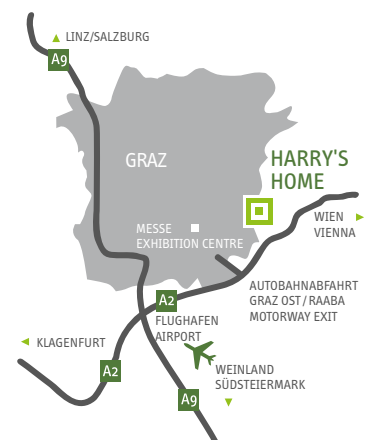 LINZ/SALZBURG
A9
GRAZ
HARRY'S
HOME
WIEN
VIENNA
MESSE
EXHIBITION CENTRE
AUTOBAHNABFAHRT
GRAZ OST / RAABA
MOTORWAY EXIT
A2
FLUGHAFEN
AIRPORT
KLAGENFURT
A2
WEINLAND
SÜDSTEIERMARK
A9